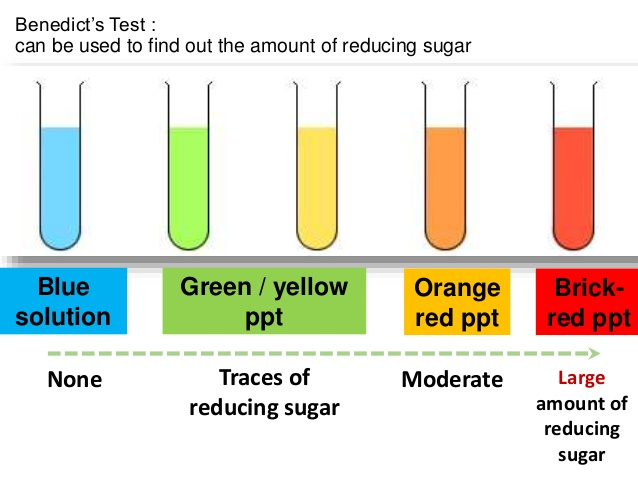 Benedict's Test :
can be used to find out the amount of reducing sugar
Blue
solution
Green / yellow
ppt
Orange
red ppt
Brick-
red ppt
None
Traces of
reducing sugar
Moderate
Large
amount of
reducing
sugar